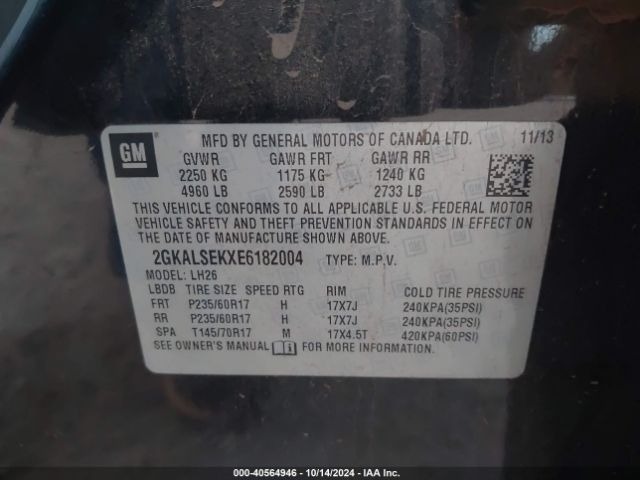 GM
MFD BY GENERAL MOTORS OF CANADA LTD. 11/13
GVWR GAWR FRT GAWR RR
2250 KG 1175 KG 1240 KG
4960 LB 2590 LB 2733 LB
THIS VEHICLE CONFORMS TO ALL APPLICABLE U.S. FEDERAL MOTOR
VEHICLE SAFETY AND THEFT PREVENTION STANDARDS IN EFFECT ON
THE DATE OF MANUFACTURE SHOWN ABOVE.
2GKALSEKXE6182004 TYPE: M.P.V.
MODEL: LH26
LBDB TIRE SIZE SPEED RTG RIM COLD TIRE PRESSURE
FRT P235/60R17 H 17X7J 240KPA(35PSI)
RR P235/60R17 H 17X7J 240KPA(35PSI)
SPA T145/70R17 M 17X4.5T 420KPA(60PSI)
SEE OWNER'S MANUAL FOR MORE INFORMATION.
000-40564946 - 10/14/2024 - IAA Inc.